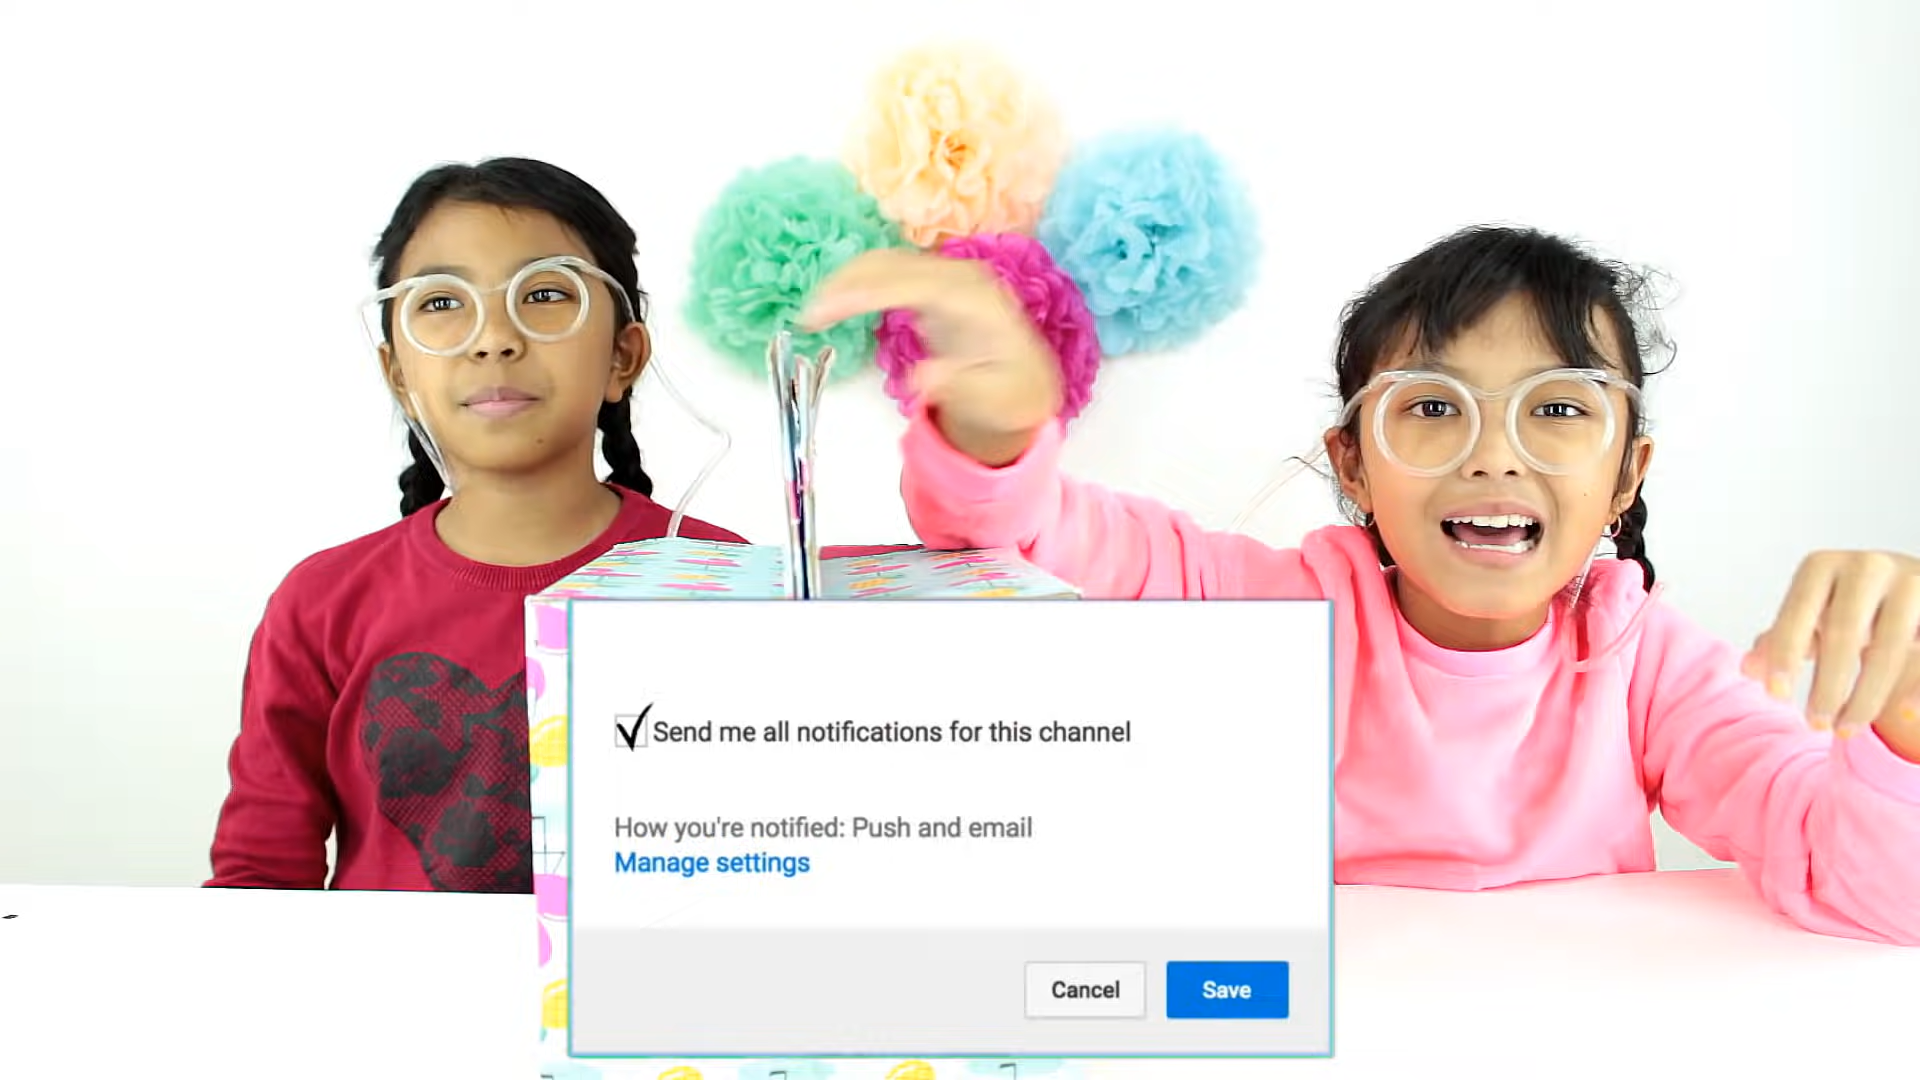 Send me all notifications for this channel
How you're notified: Push and email
Manage settings
Cancel
Save